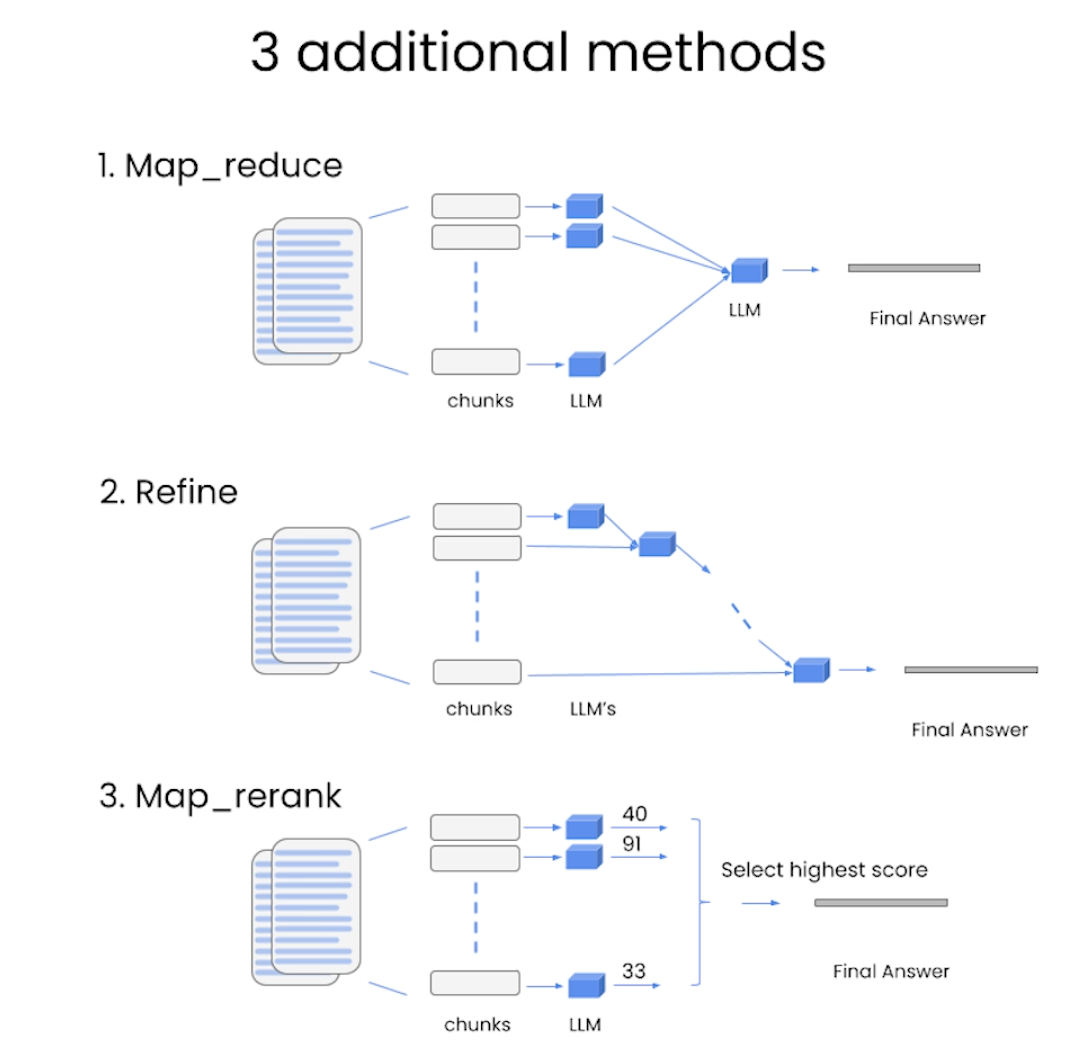 3 additional methods
1. Map_reduce
LLM
Final Answer
chunks
LLM
2. Refine
chunks
LLM's
Final Answer
3. Map_rerank
40
91
Select highest score
33
Final Answer
chunks
LLM